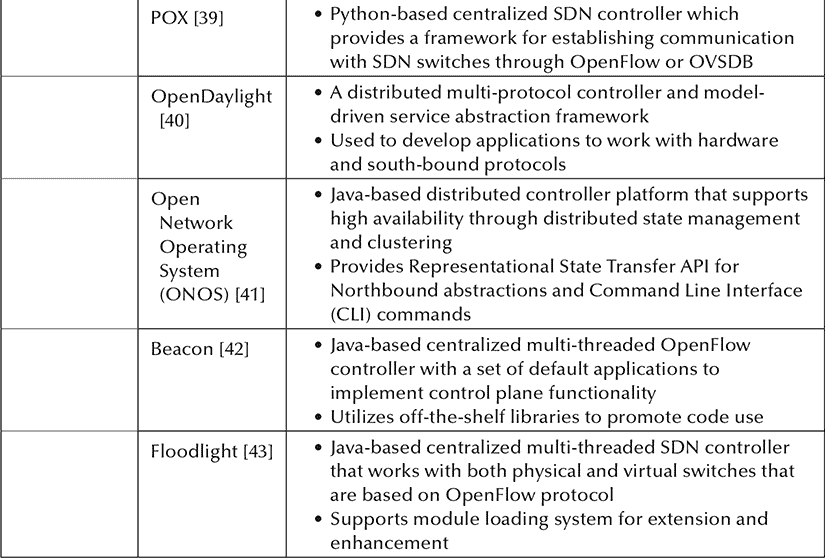 POX [39]
• Python-based centralized SDN controller which
provides a framework for establishing communication
with SDN switches through OpenFlow or OVSDB
OpenDaylight
[40]
• A distributed multi-protocol controller and model-
driven service abstraction framework
• Used to develop applications to work with hardware
and south-bound protocols
Open
Network
Operating
System
(ONOS) [41]
• Java-based distributed controller platform that supports
high availability through distributed state management
and clustering
• Provides Representational State Transfer API for
Northbound abstractions and Command Line Interface
(CLI) commands
Beacon [42]
• Java-based centralized multi-threaded OpenFlow
controller with a set of default applications to
implement control plane functionality
• Utilizes off-the-shelf libraries to promote code use
Floodlight [43]
• Java-based centralized multi-threaded SDN controller
that works with both physical and virtual switches that
are based on OpenFlow protocol
• Supports module loading system for extension and
enhancement